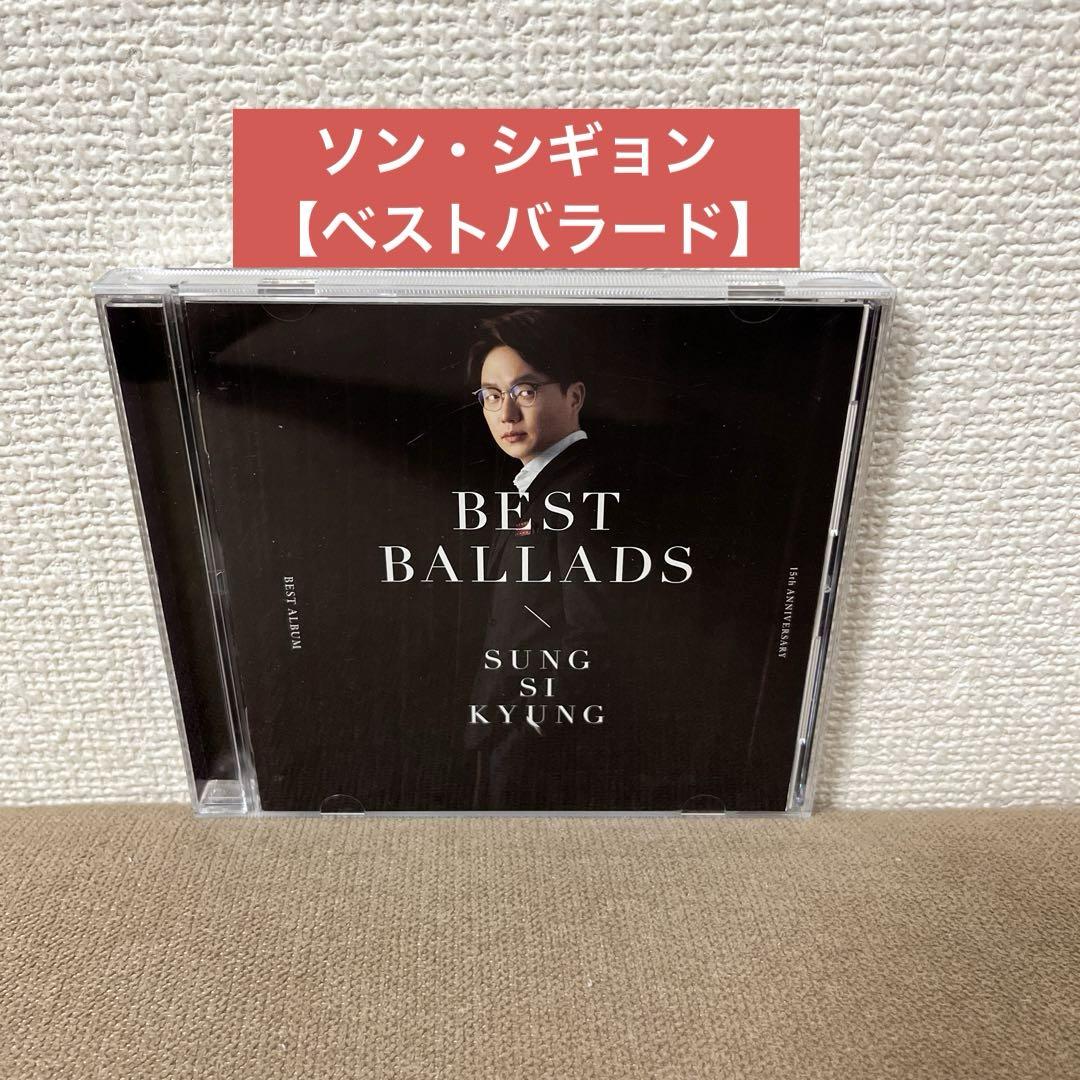 ソン・シギョン
【ベストバラード】
BEST
BALLADS
BEST ALBUM
15th ANNIVERSARY
SUNG
SI
KYUNG